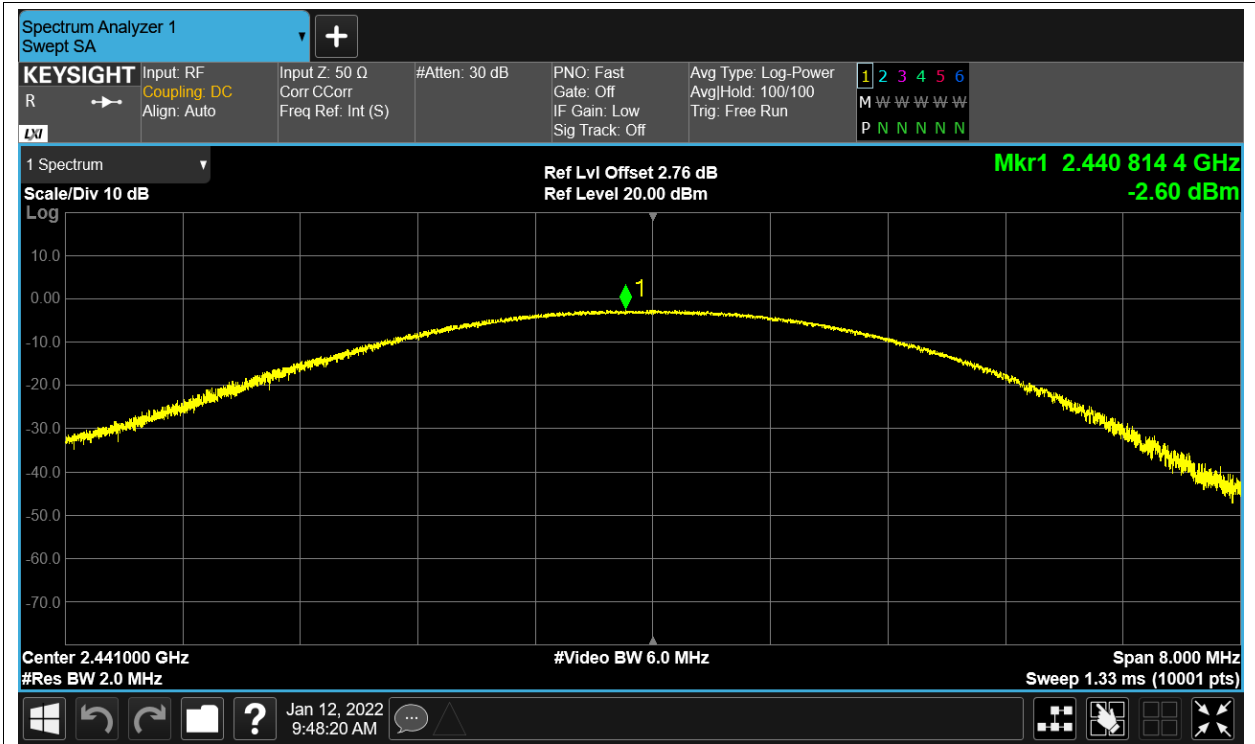 Spectrum Analyzer 1
Swept SA
KEYSIGHT
R
LXI
Input: RF
Coupling: DC
Align: Auto
Input Z: 50 Ω
Corr CCorr
Freq Ref: Int (S)
#Atten: 30 dB
PNO: Fast
Gate: Off
IF Gain: Low
Sig Track: Off
Avg Type: Log-Power
Avg|Hold: 100/100
Trig: Free Run
1 2 3 4 5 6
M W W W W W
P N N N N N
1 Spectrum
Scale/Div 10 dB
Ref Lvl Offset 2.76 dB
Ref Level 20.00 dBm
Mkr1 2.440 814 4 GHz
-2.60 dBm
Log
10.0
0.00
-10.0
-20.0
-30.0
-40.0
-50.0
-60.0
-70.0
1
Center 2.441000 GHz
#Video BW 6.0 MHz
Span 8.000 MHz
#Res BW 2.0 MHz
Sweep 1.33 ms (10001 pts)
?
Jan 12, 2022
9:48:20 AM